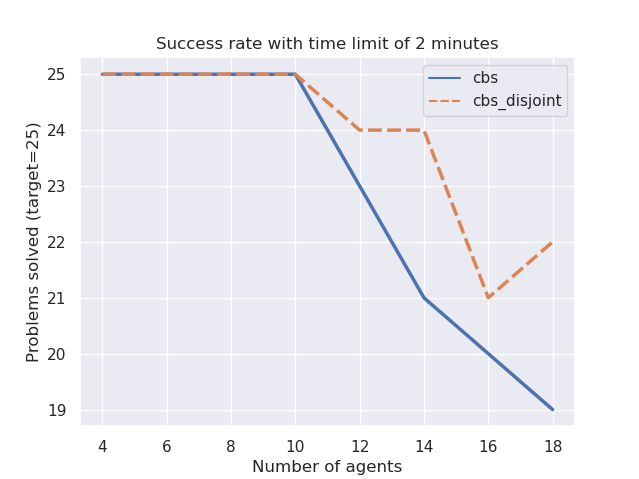 Success rate with time limit of 2 minutes
cbs
cbs_disjoint
Problems solved (target=25)
25
24
23
22
21
20
19
4 6 8 10 12 14 16 18
Number of agents